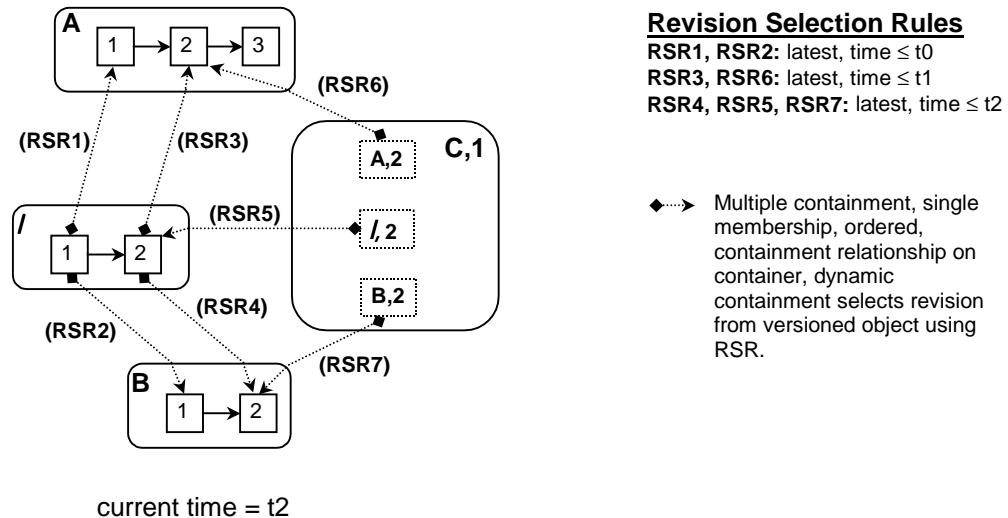 A
1
2
3
(RSR6)
(RSR1)
(RSR3)
C,1
A,2
/
1
2
(RSR5)
/, 2
B,2
(RSR2)
(RSR4)
(RSR7)
B
1
2
current time = t2
Revision Selection Rules
RSR1, RSR2: latest, time ≤ t0
RSR3, RSR6: latest, time ≤ t1
RSR4, RSR5, RSR7: latest, time ≤ t2
Multiple containment, single
membership, ordered,
containment relationship on
container, dynamic
containment selects revision
from versioned object using
RSR.